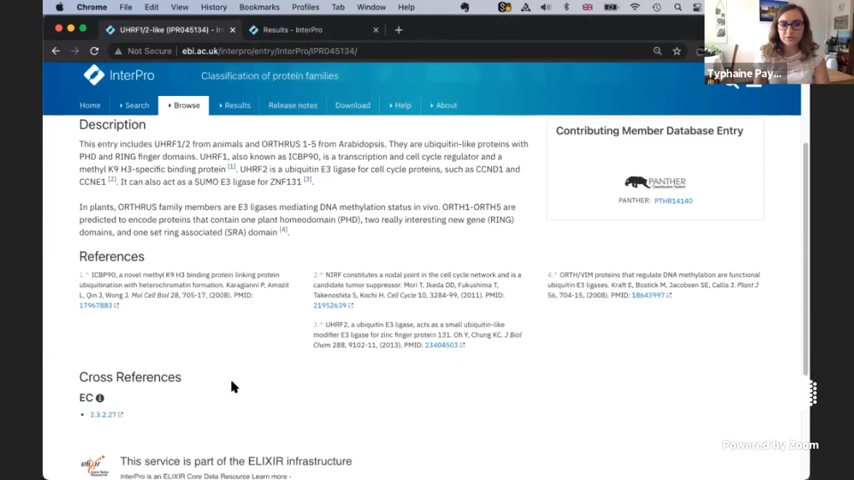 Chrome File Edit View History Bookmarks Profiles Tab Window Help
UHRF1/2-like (IPR045134) - In
Results - InterPro
Not Secure ebi.ac.uk/interpro/entry/InterPro/IPR045134/
InterPro
Classification of protein families
Typhaine Pay...
Home Search Browse Results Release notes Download Help About
Description
This entry includes UHRF1/2 from animals and ORTHRUS 1-5 from Arabidopsis. They are ubiquitin-like proteins with
PHD and RING finger domains. UHRF1, also known as ICBP90, is a transcription and cell cycle regulator and a
methyl K9 H3-specific binding protein [1]. UHRF2 is a ubiquitin E3 ligase for cell cycle proteins, such as CCND1 and
CCNE1 [2]. It can also act as a SUMO E3 ligase for ZNF131 [3].
In plants, ORTHRUS family members are E3 ligases mediating DNA methylation status in vivo. ORTH1-ORTH5 are
predicted to encode proteins that contain one plant homeodomain (PHD), two really interesting new gene (RING)
domains, and one set ring associated (SRA) domain [4].
Contributing Member Database Entry
PANTHER
PANTHER: PTHR14140
References
1.^ ICBP90, a novel methyl K9 H3 binding protein linking protein
ubiquitination with heterochromatin formation. Karagianni P, Amazit
L, Qin J, Wong J. Mol Cell Biol 28, 705-17, (2008). PMID:
17967883
2.^ NIRF constitutes a nodal point in the cell cycle network and is a
candidate tumor suppressor. Mori T, Ikeda DD, Fukushima T,
Takenoshita S, Kochi H. Cell Cycle 10, 3284-99, (2011). PMID:
21952639
3.^ UHRF2, a ubiquitin E3 ligase, acts as a small ubiquitin-like
modifier E3 ligase for zinc finger protein 131. Oh Y, Chung KC. J Biol
Chem 288, 9102-11, (2013). PMID: 23404503
4.^ ORTH/VIM proteins that regulate DNA methylation are functional
ubiquitin E3 ligases. Kraft E, Bostick M, Jacobsen SE, Callis J. Plant J
56, 704-15, (2008). PMID: 18643997
Cross References
EC
2.3.2.27
Powered by Zoom
elixir
This service is part of the ELIXIR infrastructure
InterPro is an ELIXIR Core Data Resource Learn more